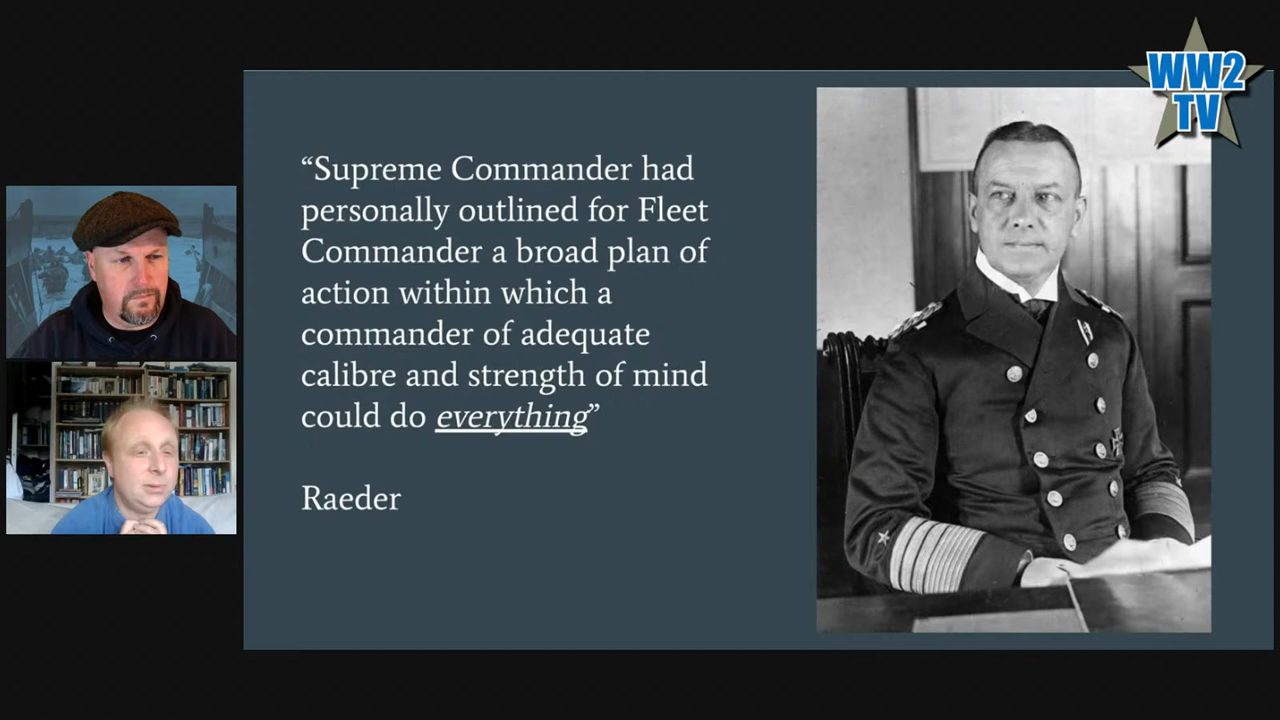 WW2
TV
“Supreme Commander had
personally outlined for Fleet
Commander a broad plan of
action within which a
commander of adequate
calibre and strength of mind
could do everything”
Raeder